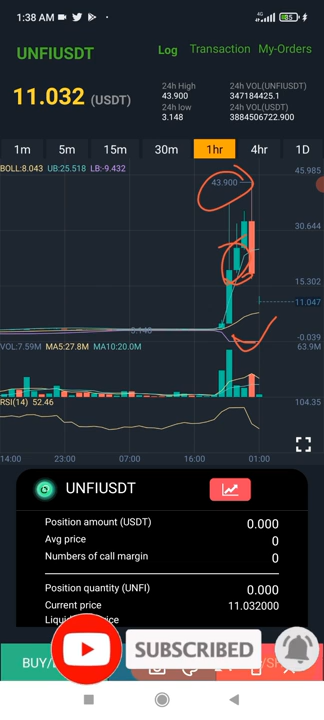 1:38 AM
4G
85
UNFIUSDT
Log
Transaction
My-Orders
11.032 (USDT)
24h High
43.900
24h low
3.148
24h VOL(UNFIUSDT)
347184425.1
24h VOL(USDT)
3884506722.900
1m
5m
15m
30m
1hr
4hr
1D
BOLL:8.043 UB:25.518 LB:-9.432
45.985
43.900
30.644
15.302
11.047
-0.039
VOL:7.59M MA5:27.8M MA10:20.0M
63.9M
RSI(14) 52.46
104.35
14:00
23:00
07:00
16:00
01:00
UNFIUSDT
Position amount (USDT)
0.000
Avg price
0
Numbers of call margin
0
Position quantity (UNFI)
0.000
Current price
11.032000
BUY/
SUBSCRIBED